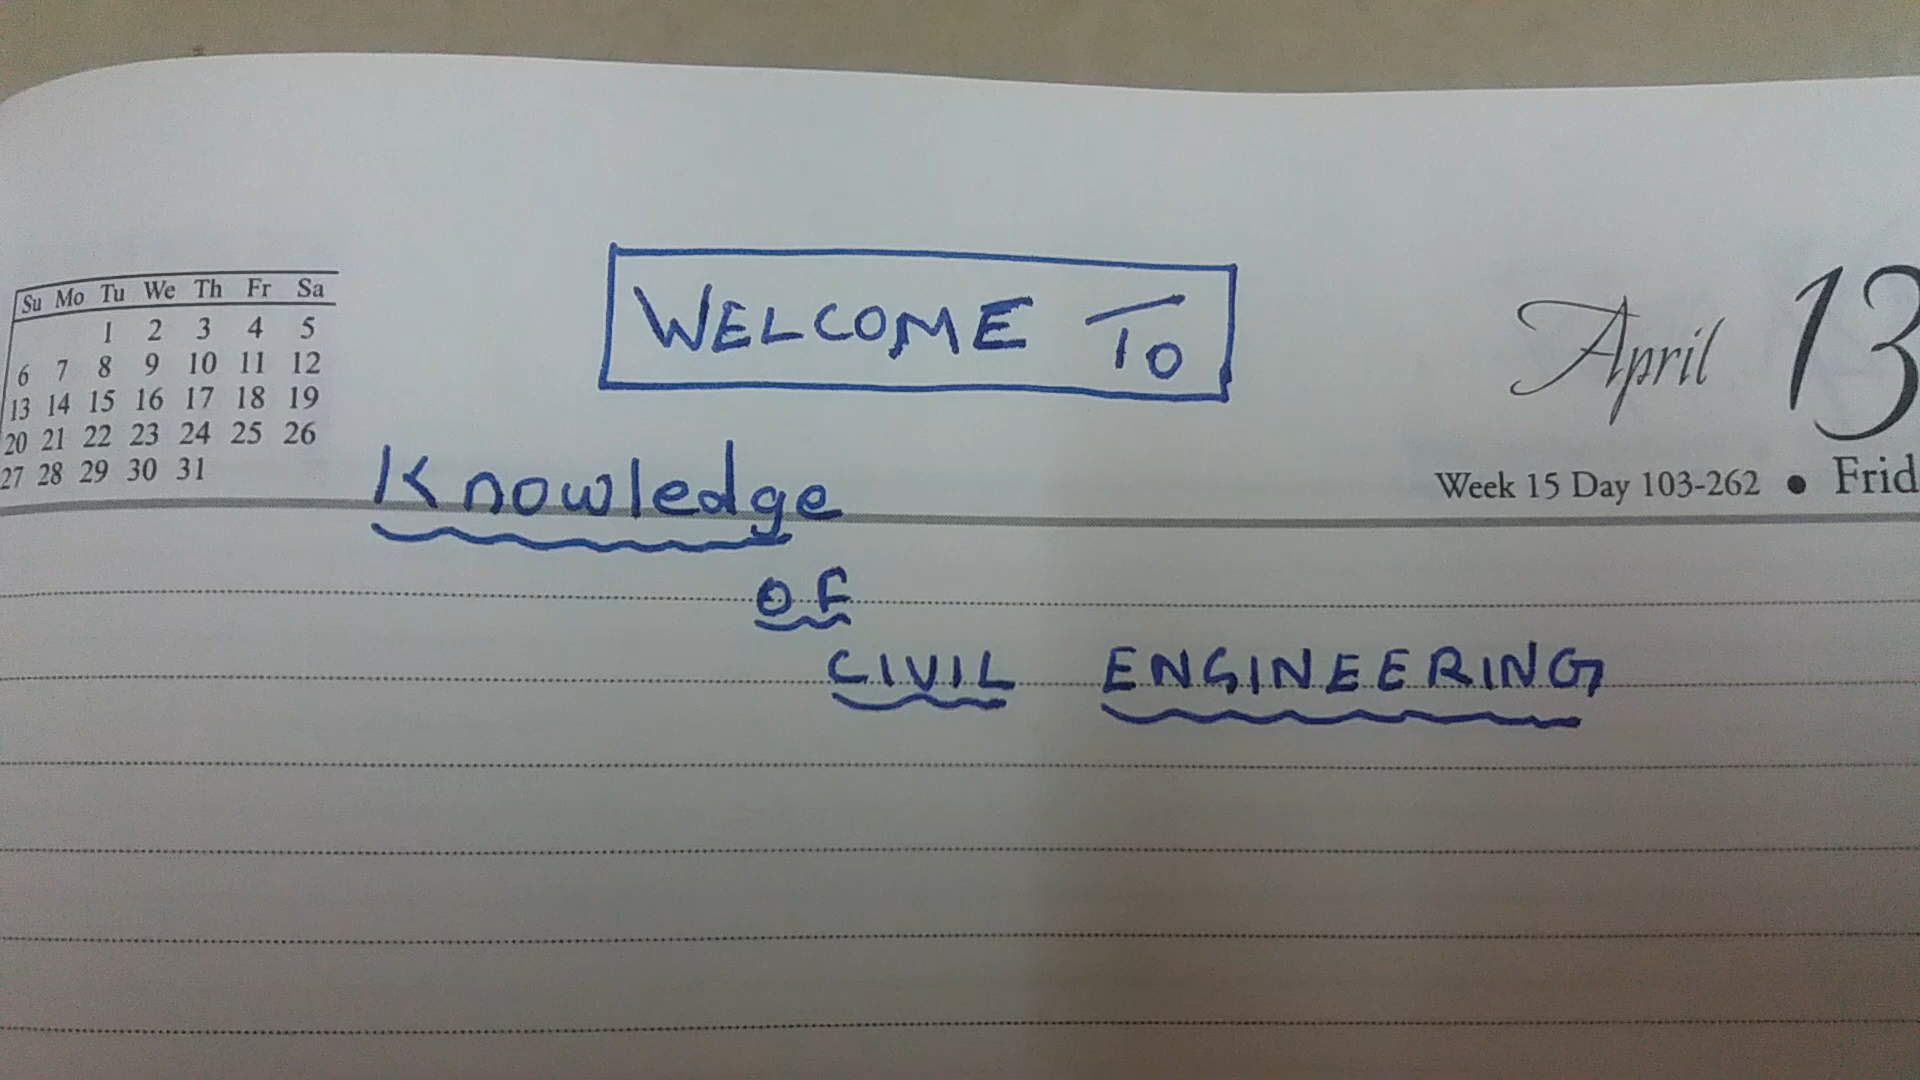 Su Mo Tu We Th Fr Sa
1 2 3 4 5
6 7 8 9 10 11 12
13 14 15 16 17 18 19
20 21 22 23 24 25 26
27 28 29 30 31
WELCOME To
April 13
Week 15 Day 103-262 • Frid
Knowledge
OF
CIVIL ENGINEERING